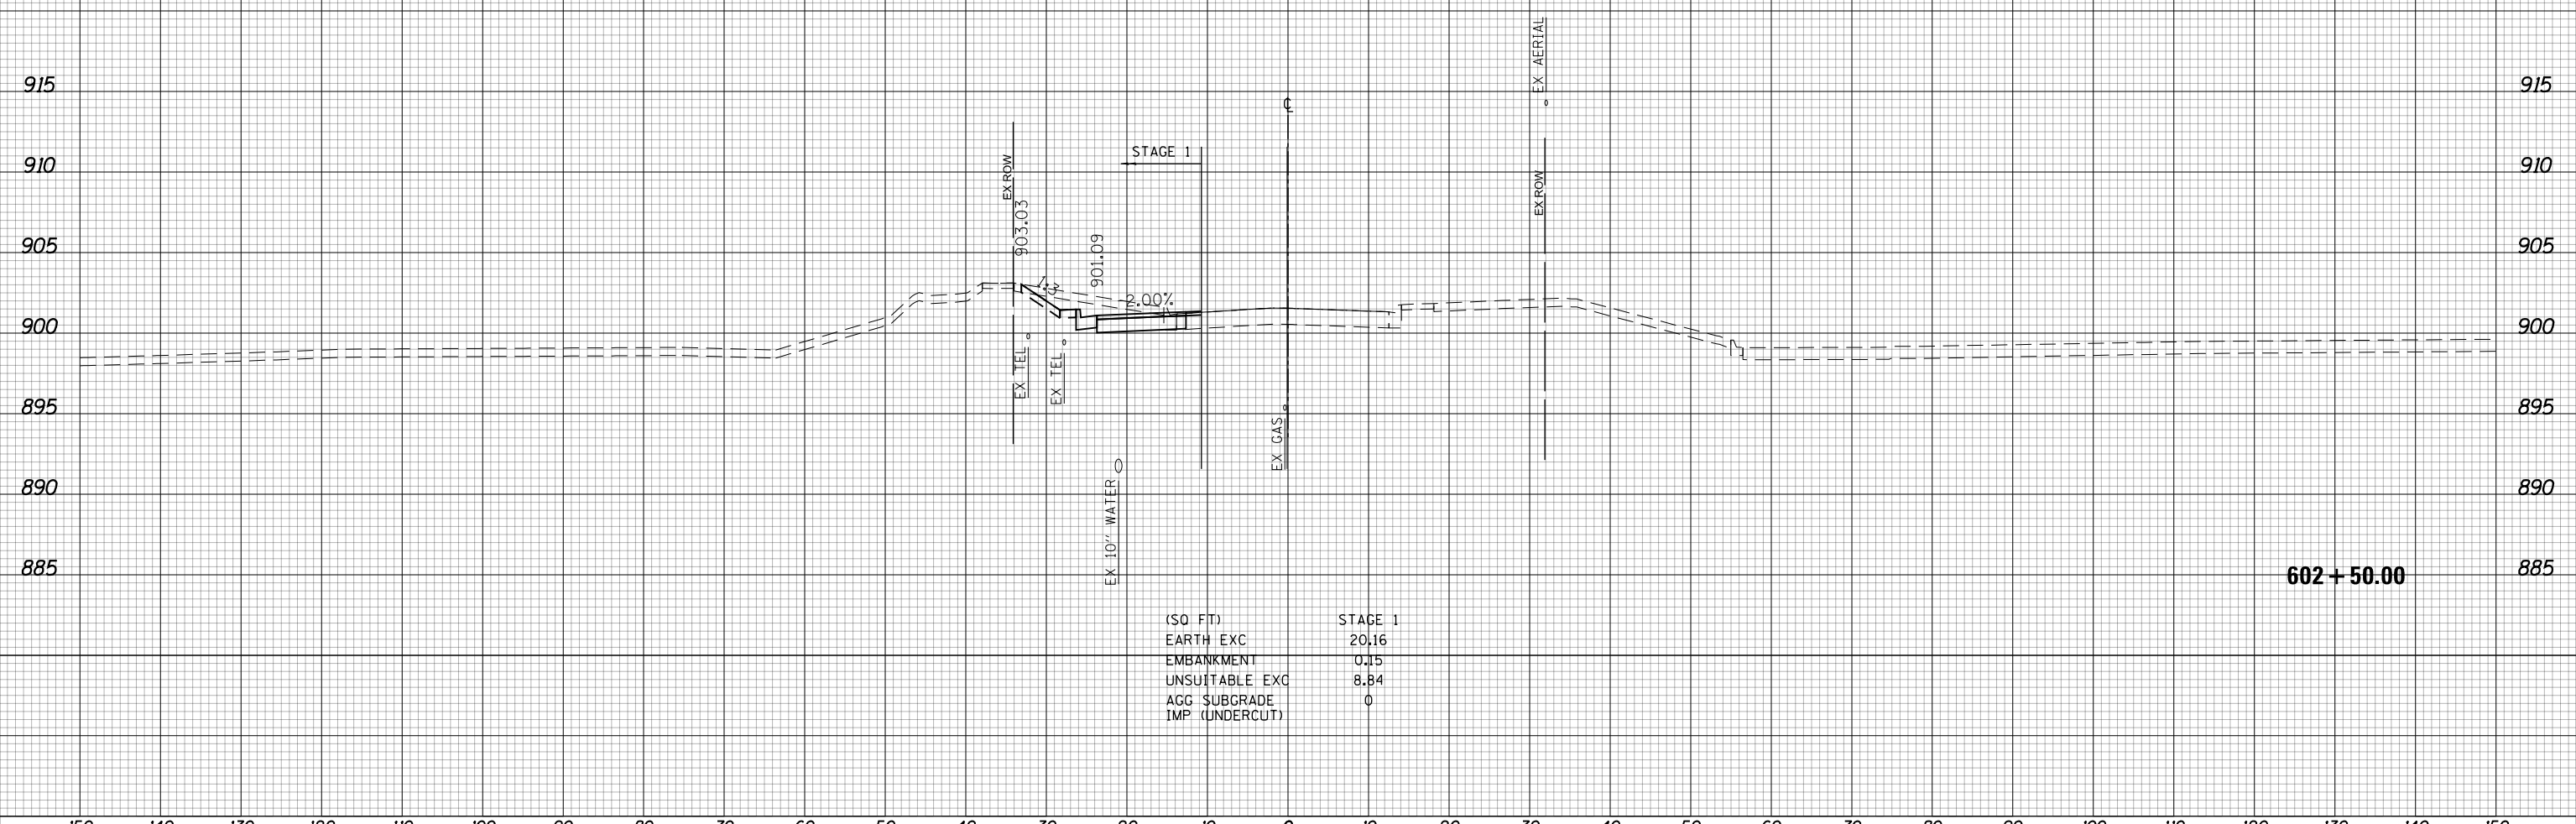 EX AERIAL
915
915
℄
STAGE 1
910
910
EX ROW
EX ROW
903.03
901.09
905
905
1:3
2.00%
900
900
EX TEL
EX TEL
895
895
EX GAS
890
890
EX 10" WATER
885
885
602+50.00
(SQ FT) STAGE 1
EARTH EXC 20.16
EMBANKMENT 0.15
UNSUITABLE EXC 8.84
AGG SUBGRADE 0
IMP (UNDERCUT)